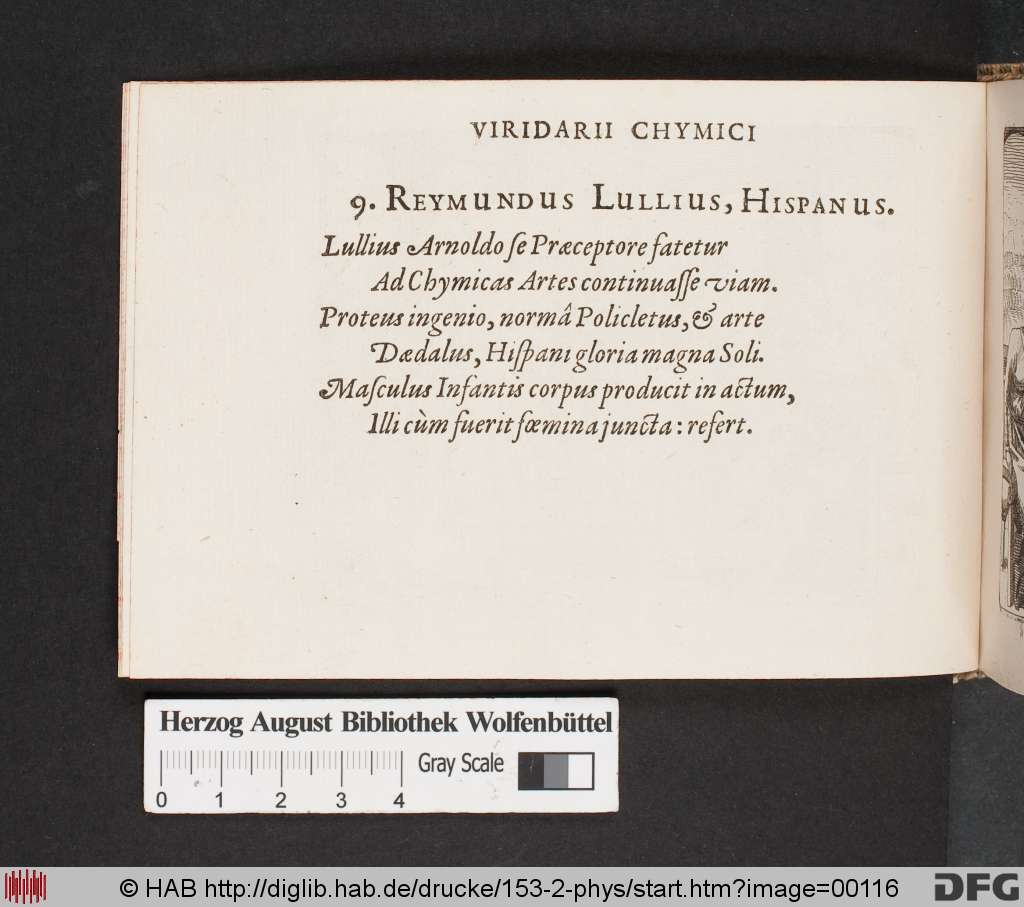 VIRIDARII CHYMICI
9. REYMUNDUS LULLIUS, HISPANUS.
Lullius Arnoldo ſe Præceptore fatetur
Ad Chymicas Artes continuaſſe viam.
Proteus ingenio, normâ Policletus, & arte
Dædalus, Hiſpani gloria magna Soli.
Maſculus Infantis corpus producit in actum,
Illi cùm fuerit fœmina juncta: refert.
Herzog August Bibliothek Wolfenbüttel
Gray Scale
0 1 2 3 4
© HAB http://diglib.hab.de/drucke/153-2-phys/start.htm?image=00116
DFG